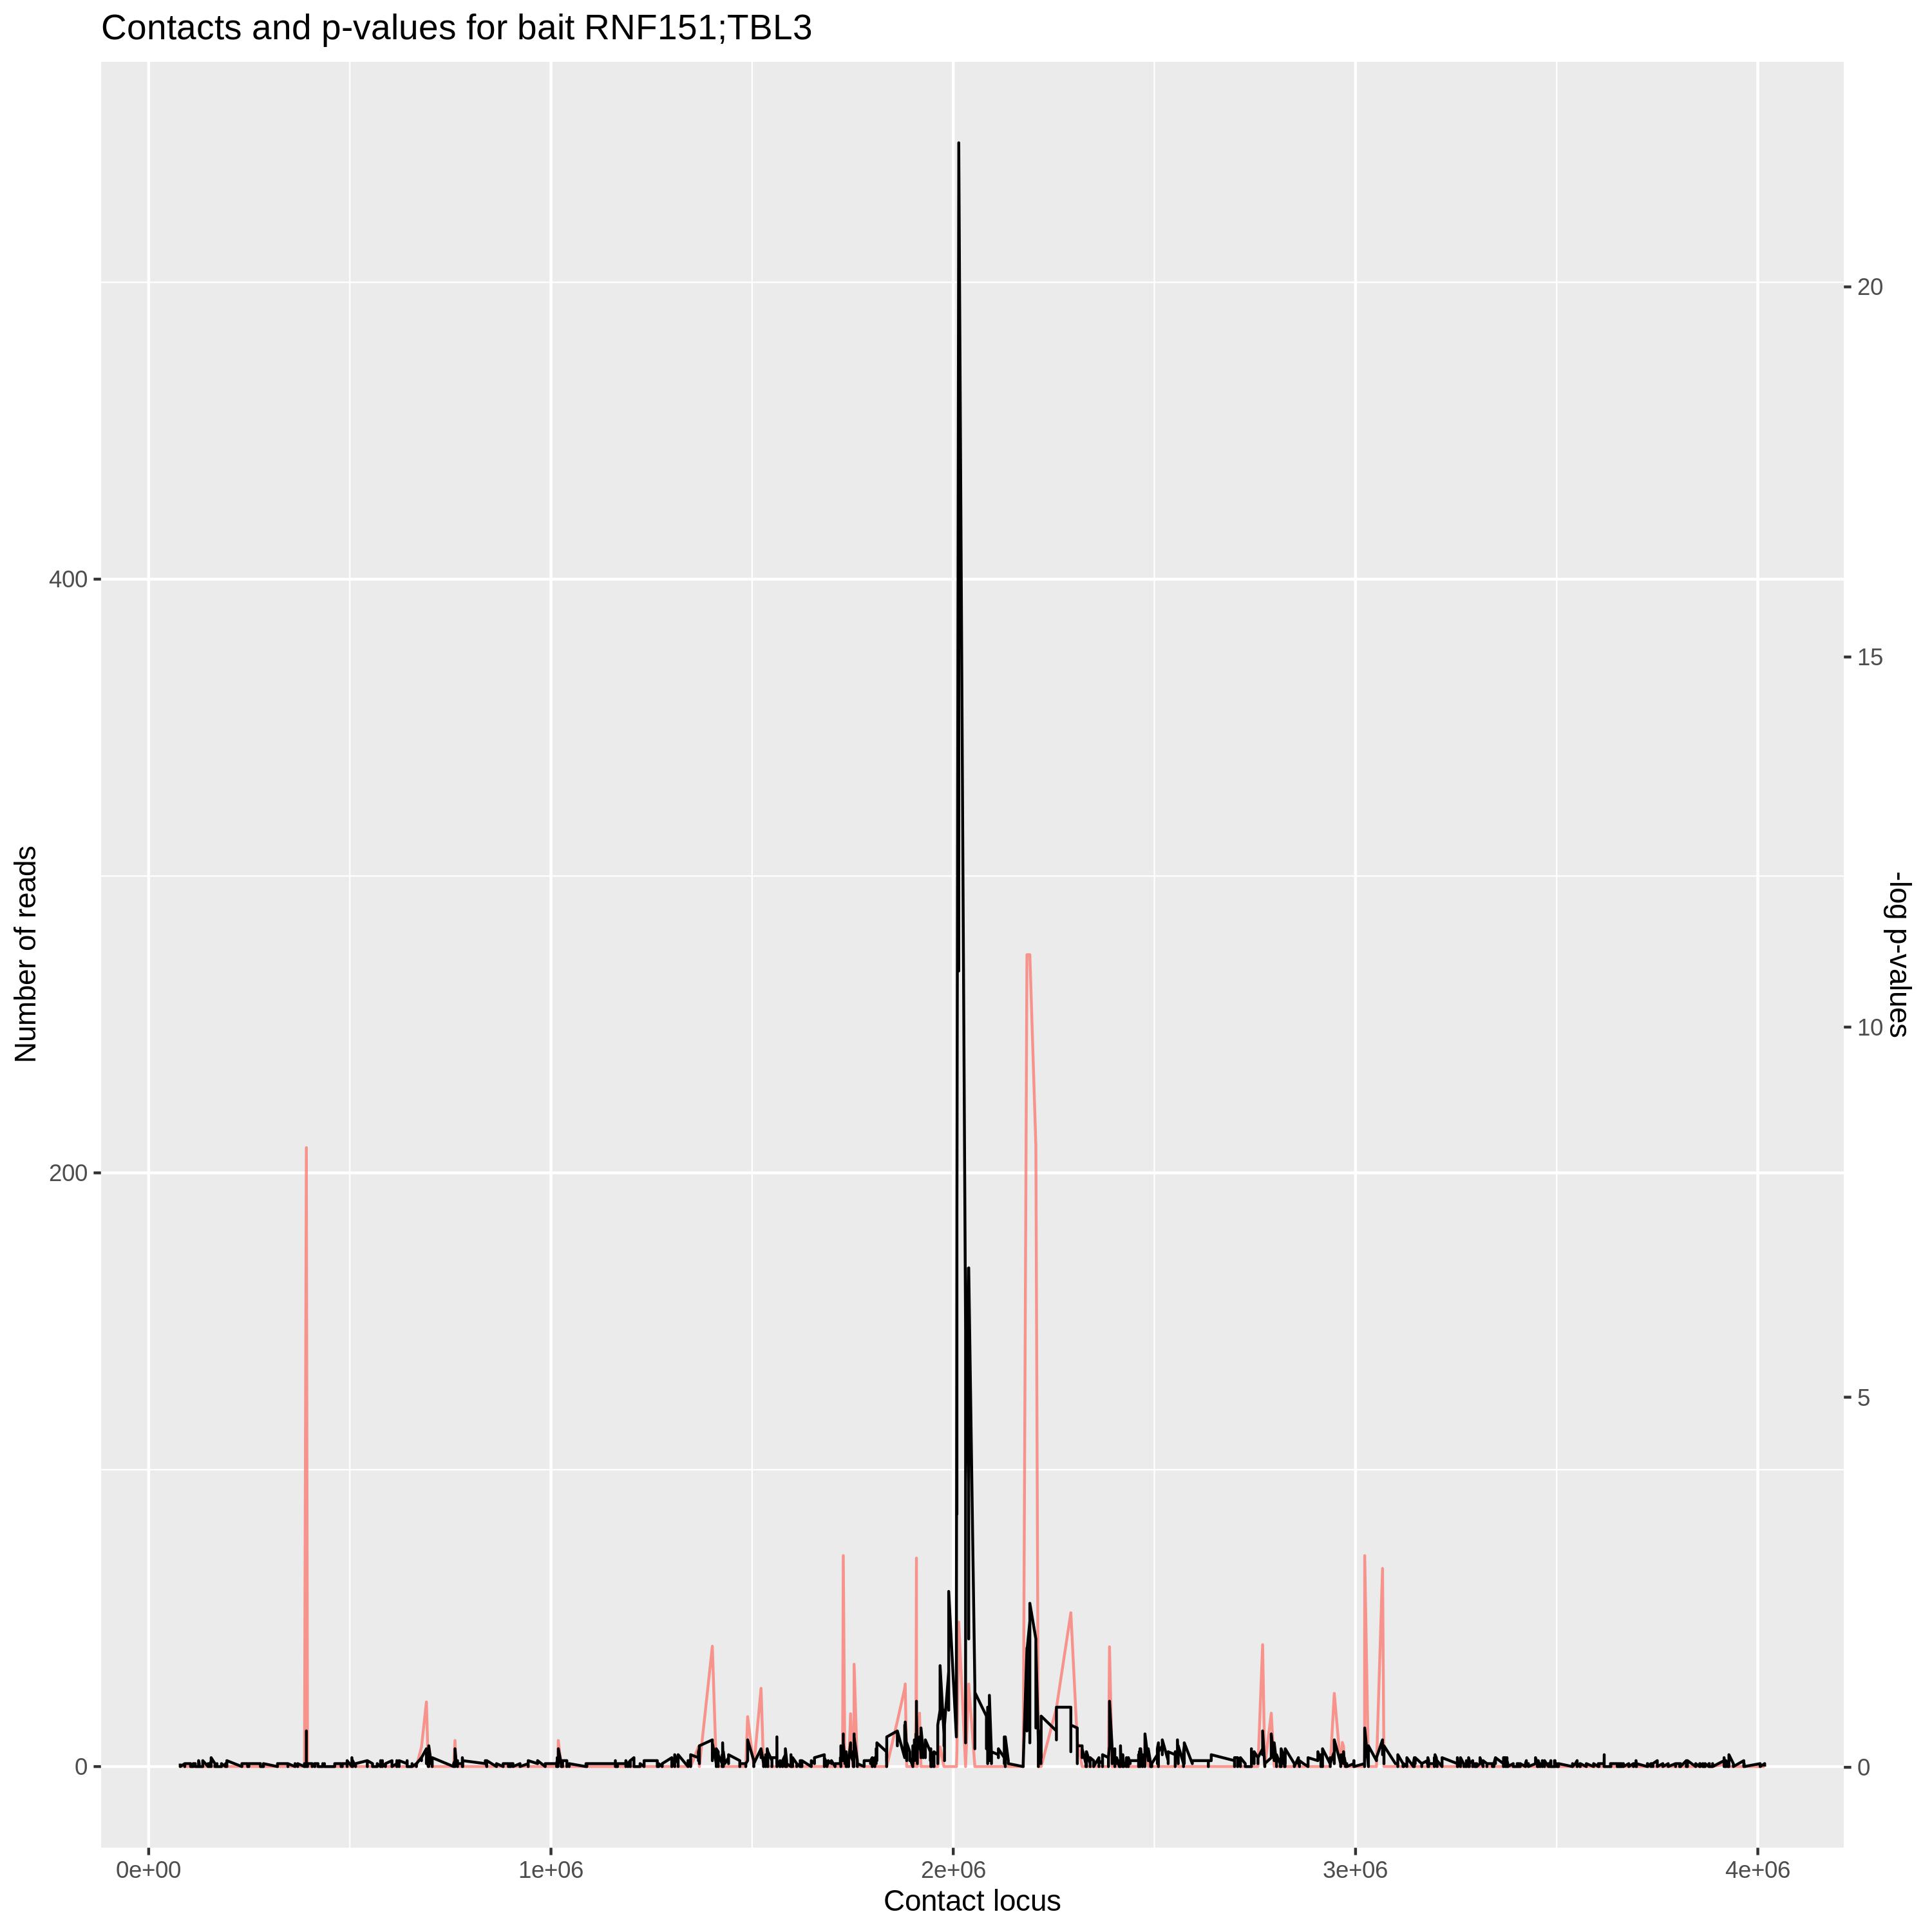 Contacts and p-values for bait RNF151;TBL3
Number of reads
400
200
0
20
15
10
5
0
-log p-values
0e+00 1e+06 2e+06 3e+06 4e+06
Contact locus